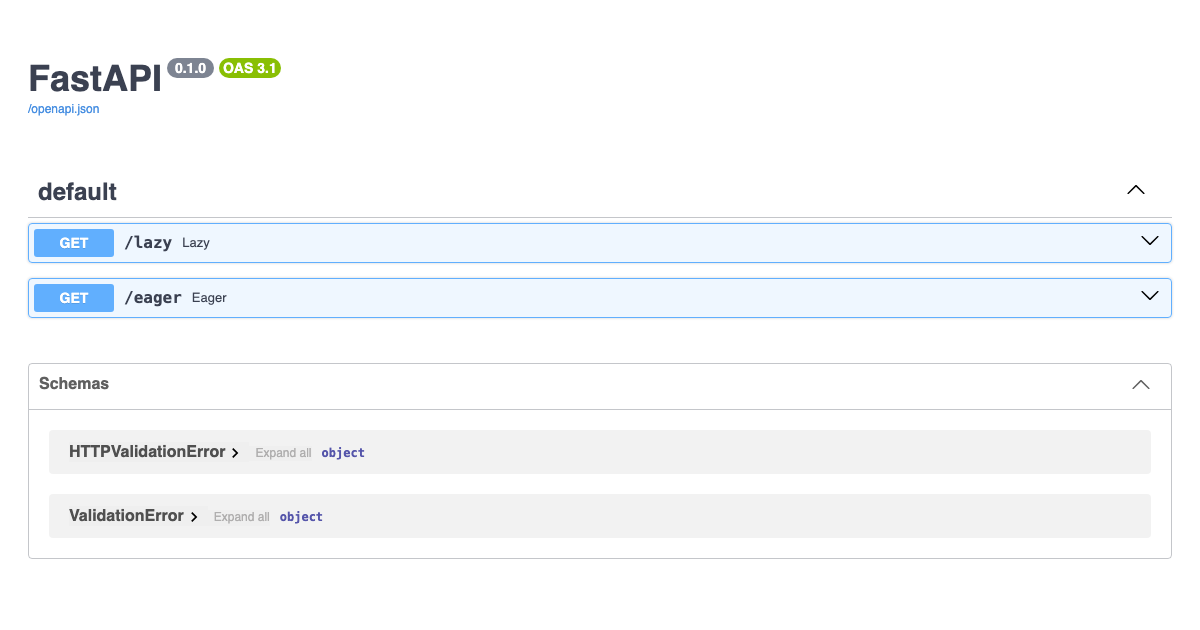 FastAPI 0.1.0 OAS 3.1
/openapi.json
default
GET /lazy Lazy
GET /eager Eager
Schemas
HTTPValidationError Expand all object
ValidationError Expand all object